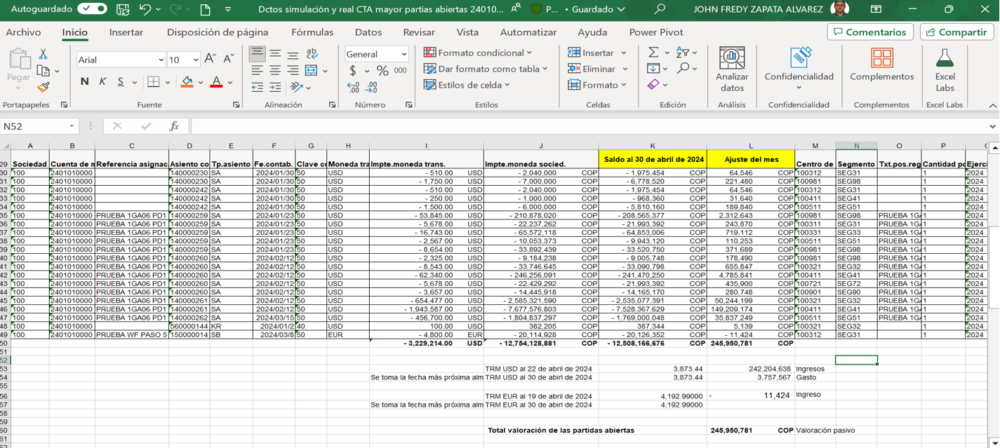 Autoguardado
Dctos simulación y real CTA mayor partias abiertas 24010...
P... • Guardado
JOHN FREDY ZAPATA ALVAREZ
Archivo Inicio Insertar Disposición de página Fórmulas Datos Revisar Vista Automatizar Ayuda Power Pivot Comentarios Compartir
Pegar
Portapapeles
Arial 10 A A
N K S A
Fuente
ab
Alineación
General
$ % 000
Número
Formato condicional
Dar formato como tabla
Estilos de celda
Estilos
Insertar
Eliminar
Formato
Celdas
Edición
Analizar datos
Análisis
Confidencialidad
Confidencialidad
Complementos
Complementos
Excel Labs
Excel Labs
N52 fx
A B C D E F G H I J K L M N O P
29 Sociedad Cuenta de m Referencia asignac. Asiento co Tp.asiento Fe.contab. Clave co Moneda tra Impte.moneda trans. Impte.moneda socied. Saldo al 30 de abril de 2024 Ajuste del mes Centro de Segmento Txt.pos.reg Cantidad po Ejerci
30 100 2401010000 140000230 SA 2024/01/30 50 USD - 510.00 USD - 2,040,000 COP - 1,975,454 COP 64,546 COP 100312 SEG31 1 2024
31 100 2401010000 140000230 SA 2024/01/30 50 USD - 1,750.00 USD - 7,000,000 COP - 6,778,520 COP 221,480 COP 100981 SEG98 1 2024
32 100 2401010000 140000242 SA 2024/01/30 50 USD - 510.00 USD - 2,040,000 COP - 1,975,454 COP 64,546 COP 100312 SEG31 1 2024
33 100 2401010000 140000242 SA 2024/01/30 50 USD - 250.00 USD - 1,000,000 COP - 968,360 COP 31,640 COP 100411 SEG41 1 2024
34 100 2401010000 140000242 SA 2024/01/30 50 USD - 1,500.00 USD - 6,000,000 COP - 5,810,160 COP 189,840 COP 100511 SEG51 1 2024
35 100 2401010000 PRUEBA 1GA06 PD1 140000259 SA 2024/01/23 50 USD - 53,845.00 USD - 210,878,020 COP - 208,565,377 COP 2,312,643 COP 100981 SEG98 PRUEBA 1GA 1 2024
36 100 2401010000 PRUEBA 1GA06 PD1 140000259 SA 2024/01/23 50 USD - 5,678.00 USD - 22,237,262 COP - 21,993,392 COP 243,870 COP 100311 SEG31 PRUEBA 1GA 1 2024
37 100 2401010000 PRUEBA 1GA06 PD1 140000259 SA 2024/01/23 50 USD - 16,743.00 USD - 65,572,118 COP - 64,853,006 COP 719,112 COP 100331 SEG33 PRUEBA 1GA 1 2024
38 100 2401010000 PRUEBA 1GA06 PD1 140000259 SA 2024/01/23 50 USD - 2,567.00 USD - 10,053,373 COP - 9,943,120 COP 110,253 COP 100511 SEG51 PRUEBA 1GA 1 2024
39 100 2401010000 PRUEBA 1GA06 PD1 140000259 SA 2024/01/23 50 USD - 8,654.00 USD - 33,892,439 COP - 33,520,750 COP 371,689 COP 100981 SEG98 PRUEBA 1GA 1 2024
40 100 2401010000 PRUEBA 1GA06 PD1 140000260 SA 2024/02/12 50 USD - 2,325.00 USD - 9,184,238 COP - 9,005,748 COP 178,490 COP 100981 SEG98 PRUEBA 1GA 1 2024
41 100 2401010000 PRUEBA 1GA06 PD1 140000260 SA 2024/02/12 50 USD - 8,543.00 USD - 33,746,645 COP - 33,090,798 COP 655,847 COP 100321 SEG32 PRUEBA 1GA 1 2024
42 100 2401010000 PRUEBA 1GA06 PD1 140000260 SA 2024/02/12 50 USD - 62,340.00 USD - 246,256,091 COP - 241,470,250 COP 4,785,841 COP 100411 SEG41 PRUEBA 1GA 1 2024
43 100 2401010000 PRUEBA 1GA06 PD1 140000260 SA 2024/02/12 50 USD - 5,678.00 USD - 22,429,292 COP - 21,993,392 COP 435,900 COP 100721 SEG72 PRUEBA 1GA 1 2024
44 100 2401010000 PRUEBA 1GA06 PD1 140000260 SA 2024/02/12 50 USD - 3,657.00 USD - 14,445,918 COP - 14,165,170 COP 280,748 COP 100901 SEG90 PRUEBA 1GA 1 2024
45 100 2401010000 PRUEBA 1GA06 PD1 140000261 SA 2024/02/12 50 USD - 654,477.00 USD - 2,585,321,590 COP - 2,535,077,391 COP 50,244,199 COP 100321 SEG32 PRUEBA 1GA 1 2024
46 100 2401010000 PRUEBA 1GA06 PD1 140000261 SA 2024/02/12 50 USD - 1,943,587.00 USD - 7,677,576,803 COP - 7,528,367,629 COP 149,209,174 COP 100411 SEG41 PRUEBA 1GA 1 2024
47 100 2401010000 PRUEBA 1GA06 PD1 140000262 SA 2024/03/15 50 USD - 456,700.00 USD - 1,804,837,297 COP - 1,769,000,048 COP 35,837,249 COP 100511 SEG51 PRUEBA 1GA 1 2024
48 100 2401010000 560000144 KR 2024/01/2 40 USD 100.00 USD 382,205 COP 387,344 COP 5,139 COP 100321 SEG32 1 2024
49 100 2401010000 PRUEBA WF PASO 5 150000014 SB 2024/03/8 50 EUR - 4,800.00 EUR - 20,114,928 COP - 20,126,352 COP - 11,424 COP 100312 SEG31 1 2024
50 - 3,229,214.00 USD - 12,754,128,881 COP - 12,508,166,676 COP 245,950,781 COP
51
52
53 TRM USD al 22 de abril de 2024 3,873.44 242,204,638 Ingresos
54 Se toma la fecha más próxima alm TRM USD al 30 de abirl de 2024 3,873.44 3,757,567 Gasto
55
56 TRM EUR al 19 de abril de 2024 4,192.99000 - 11,424 Ingreso
57 Se toma la fecha más próxima alm TRM EUR al 30 de abirl de 2024 4,192.99000
58
59
60 Total valoración de las partidas abiertas 245,950,781 COP Valoración pasivo
61